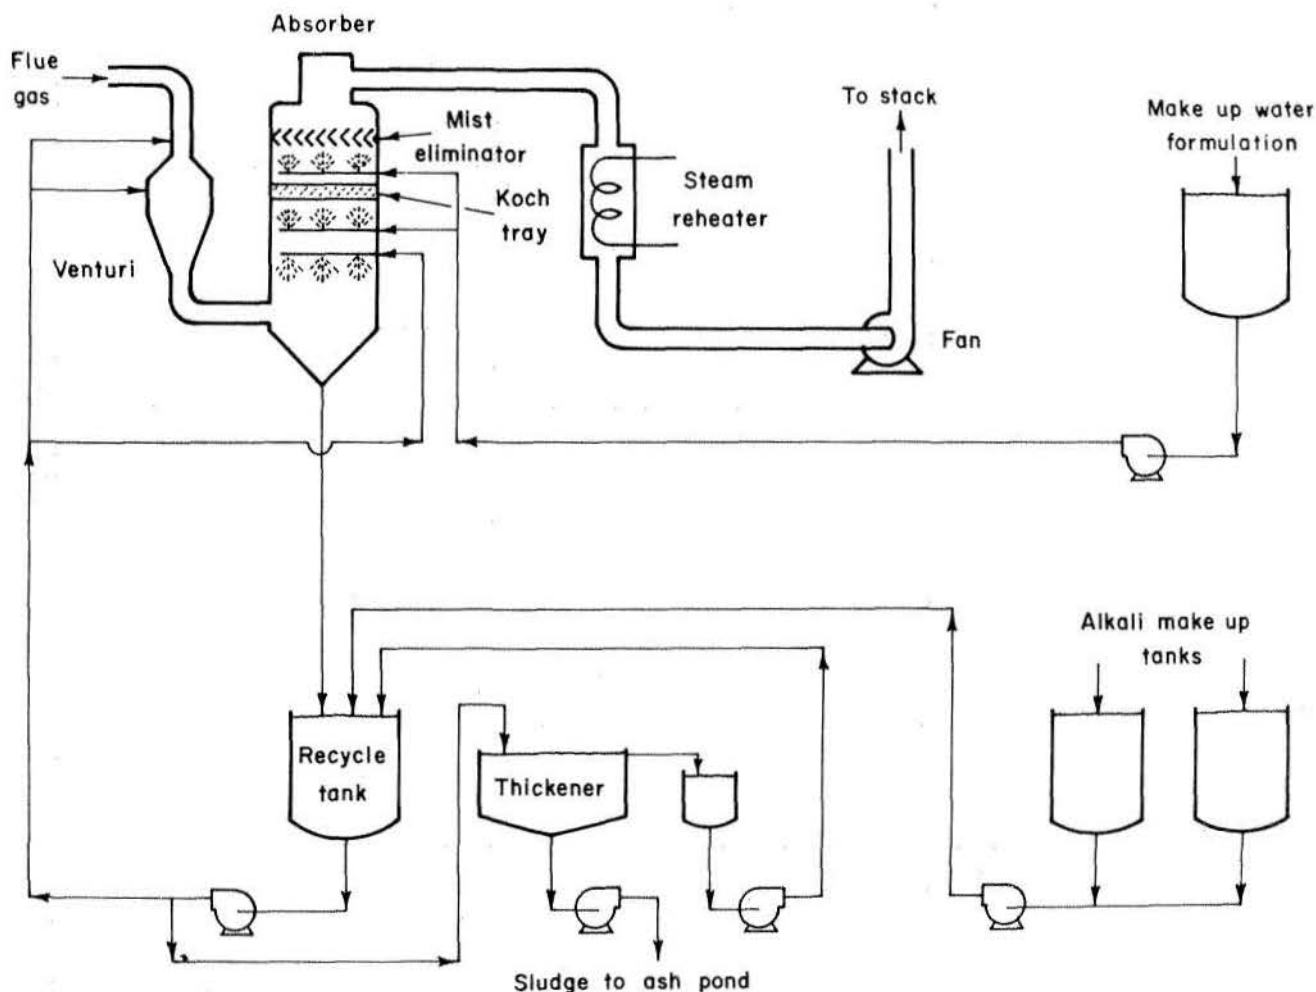 Absorber
Flue
gas
Mist
eliminator
Koch
tray
Venturi
Steam
reheater
To stack
Fan
Make up water
formulation
Alkali make up
tanks
Recycle
tank
Thickener
Sludge to ash pond